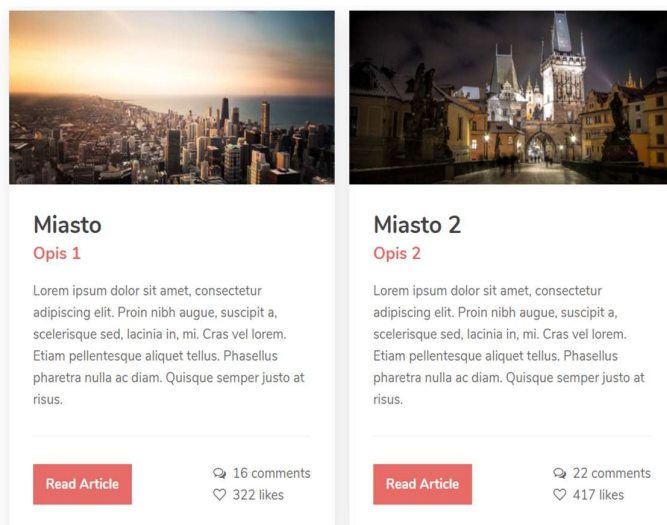 Miasto
Opis 1
Lorem ipsum dolor sit amet, consectetur
adipiscing elit. Proin nibh augue, suscipit a,
scelerisque sed, lacinia in, mi. Cras vel lorem.
Etiam pellentesque aliquet tellus. Phasellus
pharetra nulla ac diam. Quisque semper justo at
risus.
Read Article
16 comments
322 likes
Miasto 2
Opis 2
Lorem ipsum dolor sit amet, consectetur
adipiscing elit. Proin nibh augue, suscipit a,
scelerisque sed, lacinia in, mi. Cras vel lorem.
Etiam pellentesque aliquet tellus. Phasellus
pharetra nulla ac diam. Quisque semper justo at
risus.
Read Article
22 comments
417 likes